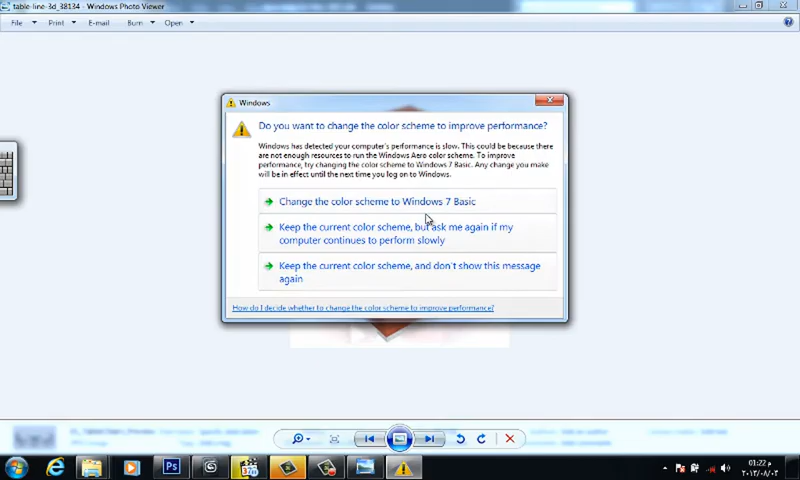 table-line-3d_38134 - Windows Photo Viewer
File Print E-mail Burn Open
Windows
Do you want to change the color scheme to improve performance?
Windows has detected your computer's performance is slow. This could be because
there are not enough resources to run the Windows Aero color scheme. To improve
performance, try changing the color scheme to Windows 7 Basic. Any change you make
will be in effect until the next time you log on to Windows.
Change the color scheme to Windows 7 Basic
Keep the current color scheme, but ask me again if my
computer continues to perform slowly
Keep the current color scheme, and don't show this message
again
How do I decide whether to change the color scheme to improve performance?
Ps
م 01:22
٢٠١٢/٠٨/٠٢